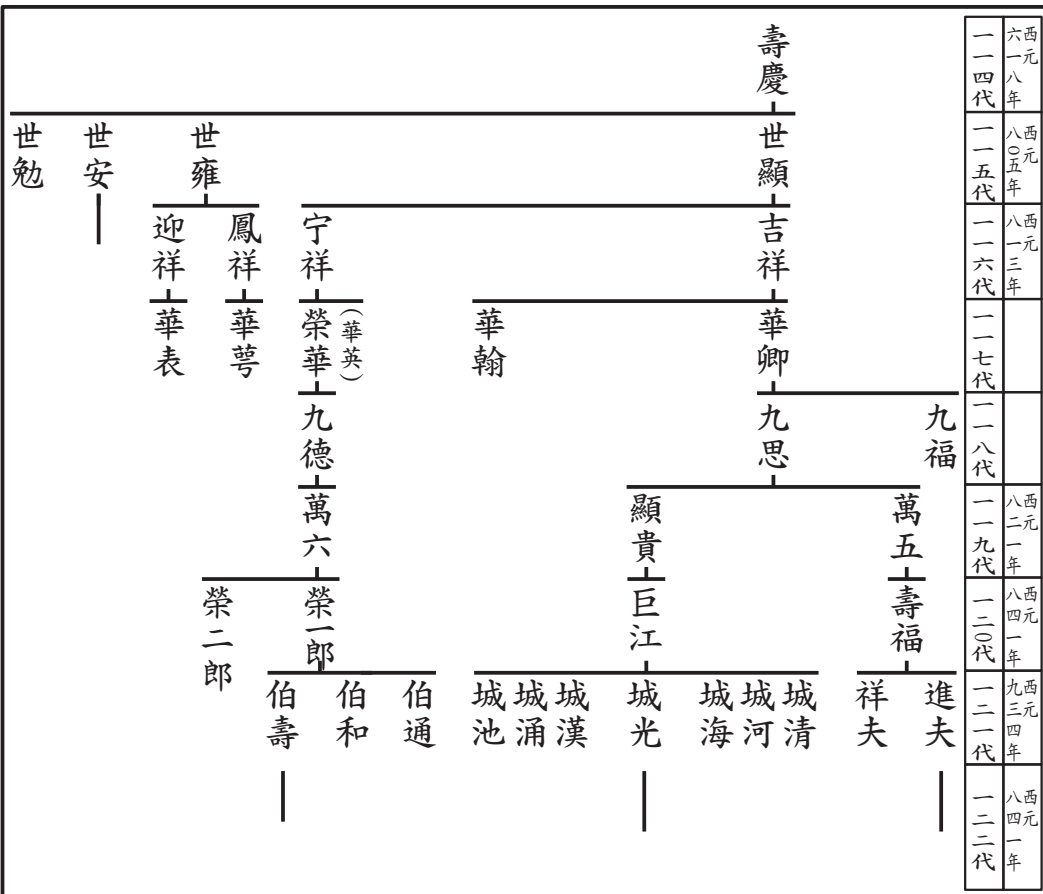 西元六一八年
一一四代
壽慶
西元八〇五年
一一五代
世顯
世雍
世安
世勉
西元八一三年
一一六代
吉祥
宁祥
鳳祥
迎祥
一一七代
華卿
華翰
(華英)
榮華
華萼
華表
一一八代
九福
九思
九德
西元八二一年
一一九代
萬五
顯貴
萬六
西元八四一年
一二〇代
壽福
巨江
榮一郎
榮二郎
西元九三四年
一二一代
進夫
祥夫
城清
城河
城海
城光
城漢
城涌
城池
伯通
伯和
伯壽
西元八四一年
一二二代